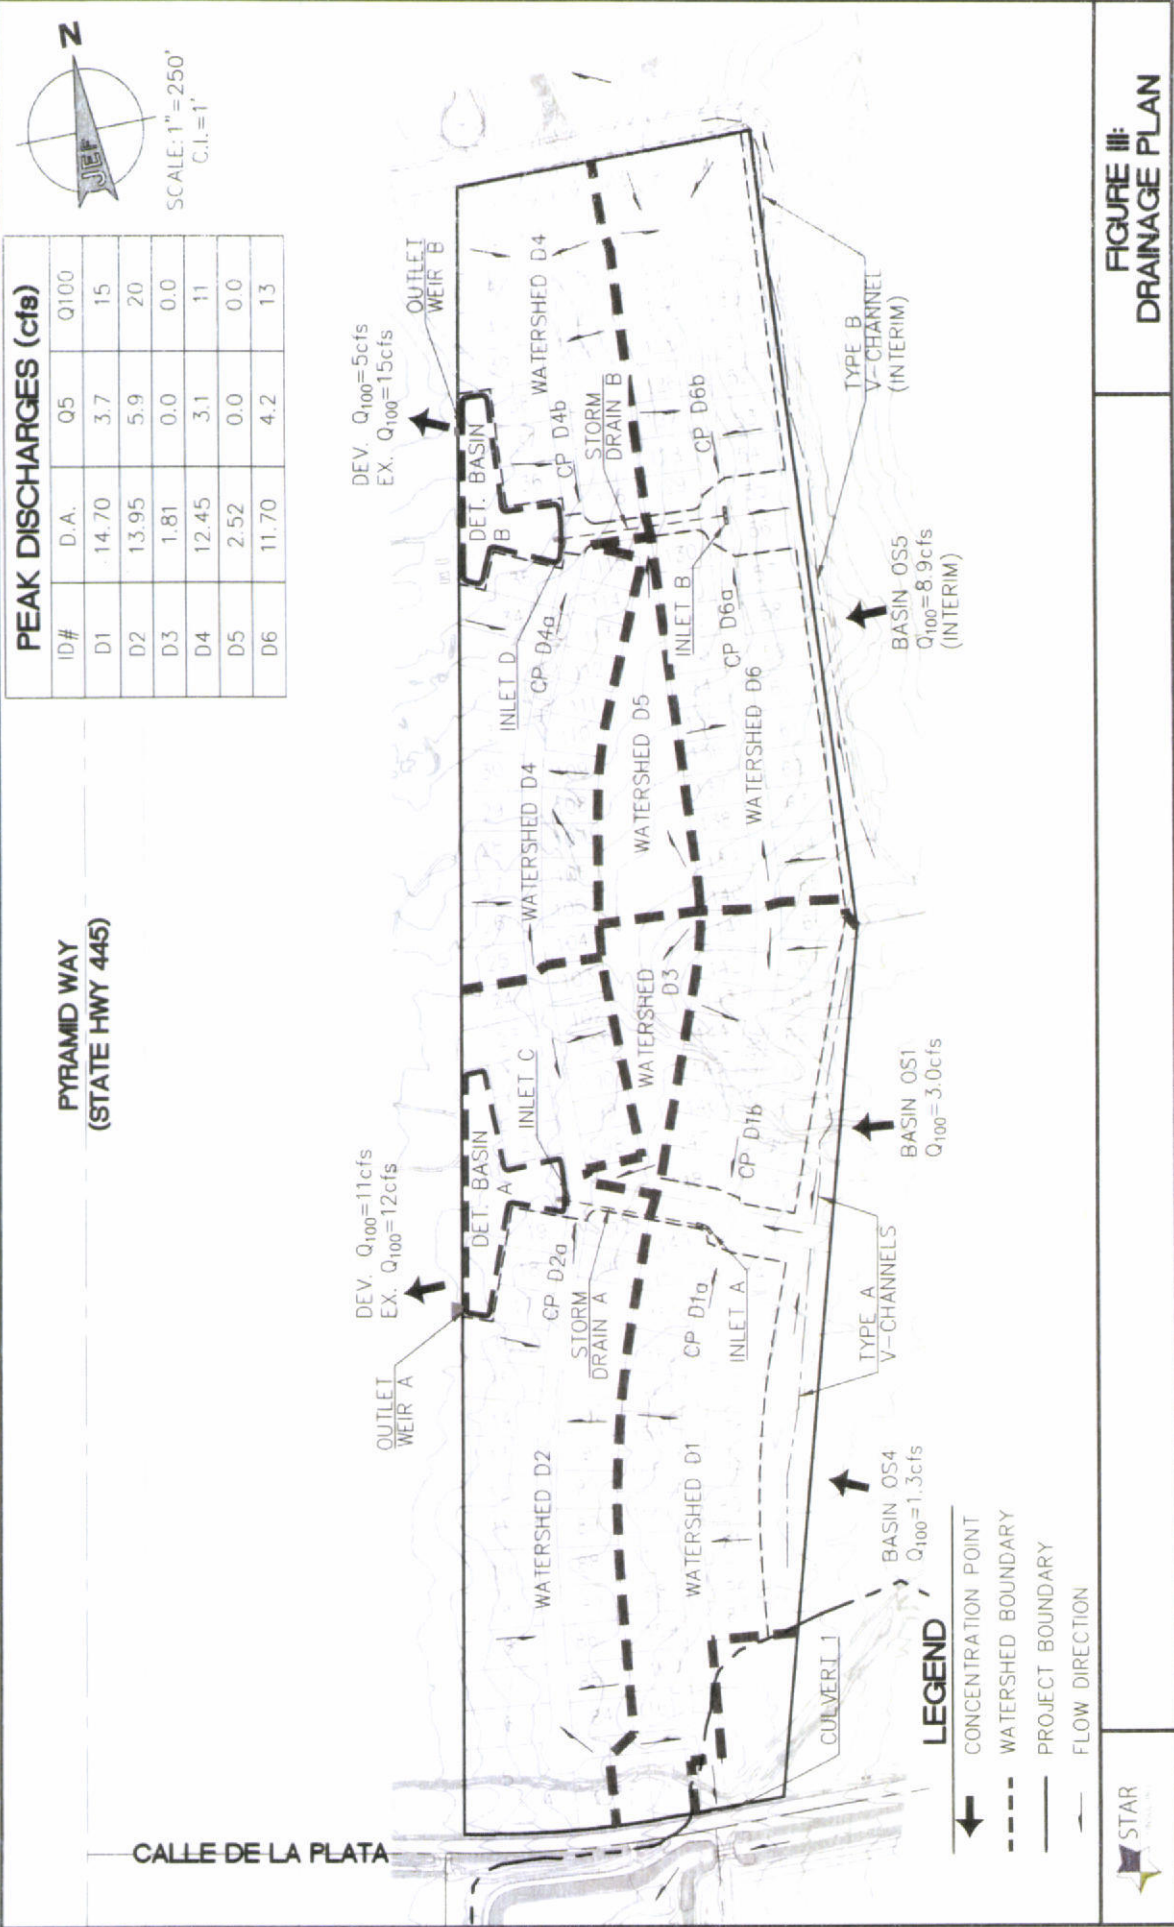 PEAK DISCHARGES (cfs)
ID# D.A. Q5 Q100
D1 14.70 3.7 15
D2 13.95 5.9 20
D3 1.81 0.0 0.0
D4 12.45 3.1 11
D5 2.52 0.0 0.0
D6 11.70 4.2 13
N
JEF
SCALE: 1"=250'
C.I.=1'
PYRAMID WAY
(STATE HWY 445)
CALLE DE LA PLATA
DEV. Q100=11cfs
EX. Q100=12cfs
DEV. Q100=5cfs
EX. Q100=15cfs
OUTLET
WEIR A
OUTLET
WEIR B
DET. BASIN
A
DET. BASIN
B
INLET C
INLET D
CP D2a
CP D4a
CP D4b
STORM
DRAIN A
STORM
DRAIN B
WATERSHED D2
WATERSHED D4
WATERSHED D4
WATERSHED
D3
WATERSHED D5
WATERSHED D1
WATERSHED D6
CP D1a
CP D1b
CP D6a
CP D6b
INLET A
INLET B
CULVERT 1
TYPE A
V-CHANNELS
TYPE B
V-CHANNEL
(INTERIM)
BASIN OS4
Q100=1.3cfs
BASIN OS1
Q100=3.0cfs
BASIN OS5
Q100=8.9cfs
(INTERIM)
LEGEND
CONCENTRATION POINT
WATERSHED BOUNDARY
PROJECT BOUNDARY
FLOW DIRECTION
STAR
FIGURE III:
DRAINAGE PLAN